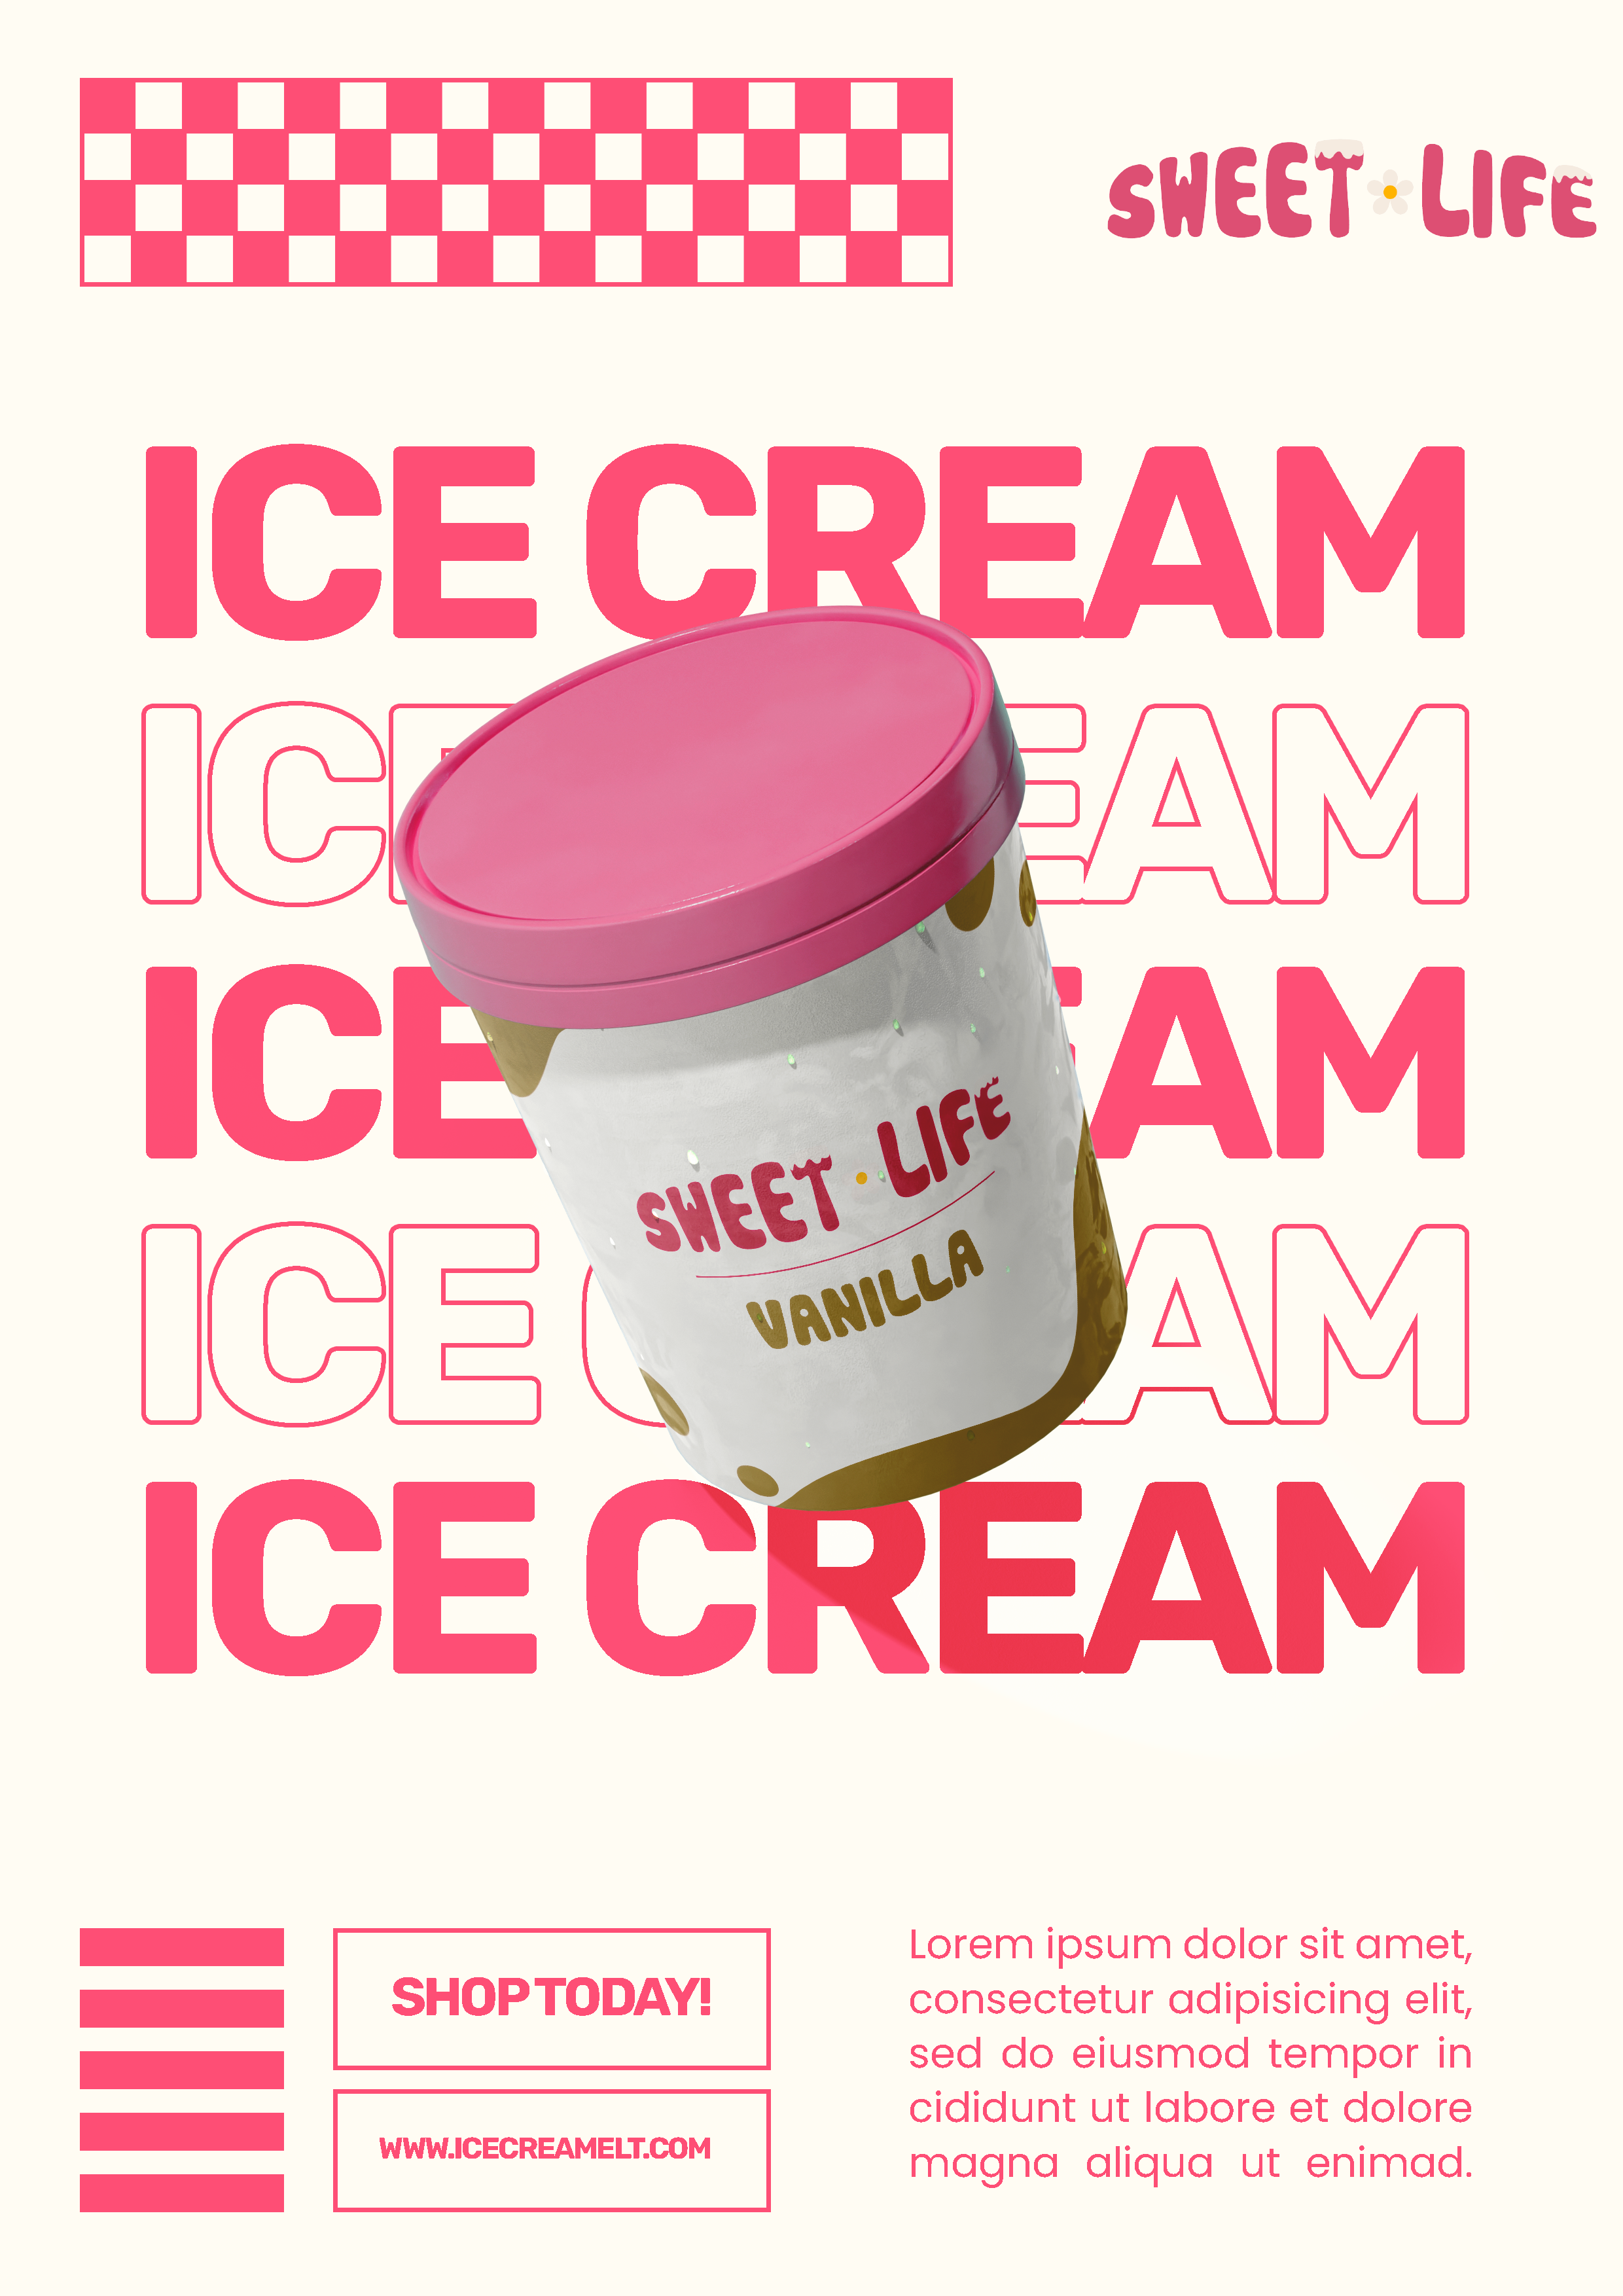 SWEET LIFE
ICE CREAM
ICE EAM
ICE EAM
ICE C AM
SWEET LIFE
VANILLA
ICE CREAM
SHOP TODAY!
WWW.ICECREAMELT.COM
Lorem ipsum dolor sit amet,
consectetur adipisicing elit,
sed do eiusmod tempor in
cididunt ut labore et dolore
magna aliqua ut enimad.